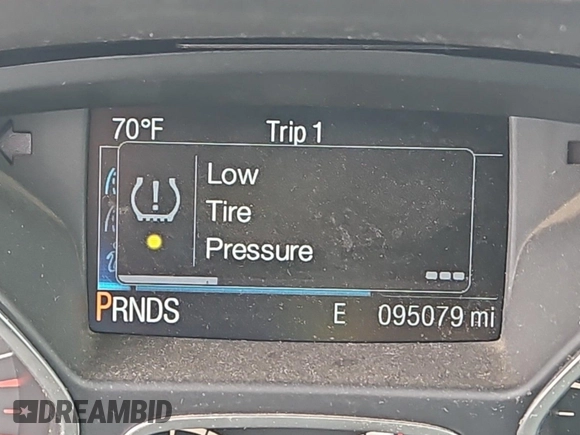 70°F Trip 1
Low
Tire
Pressure
PRNDS E 095079 mi
DREAMBID